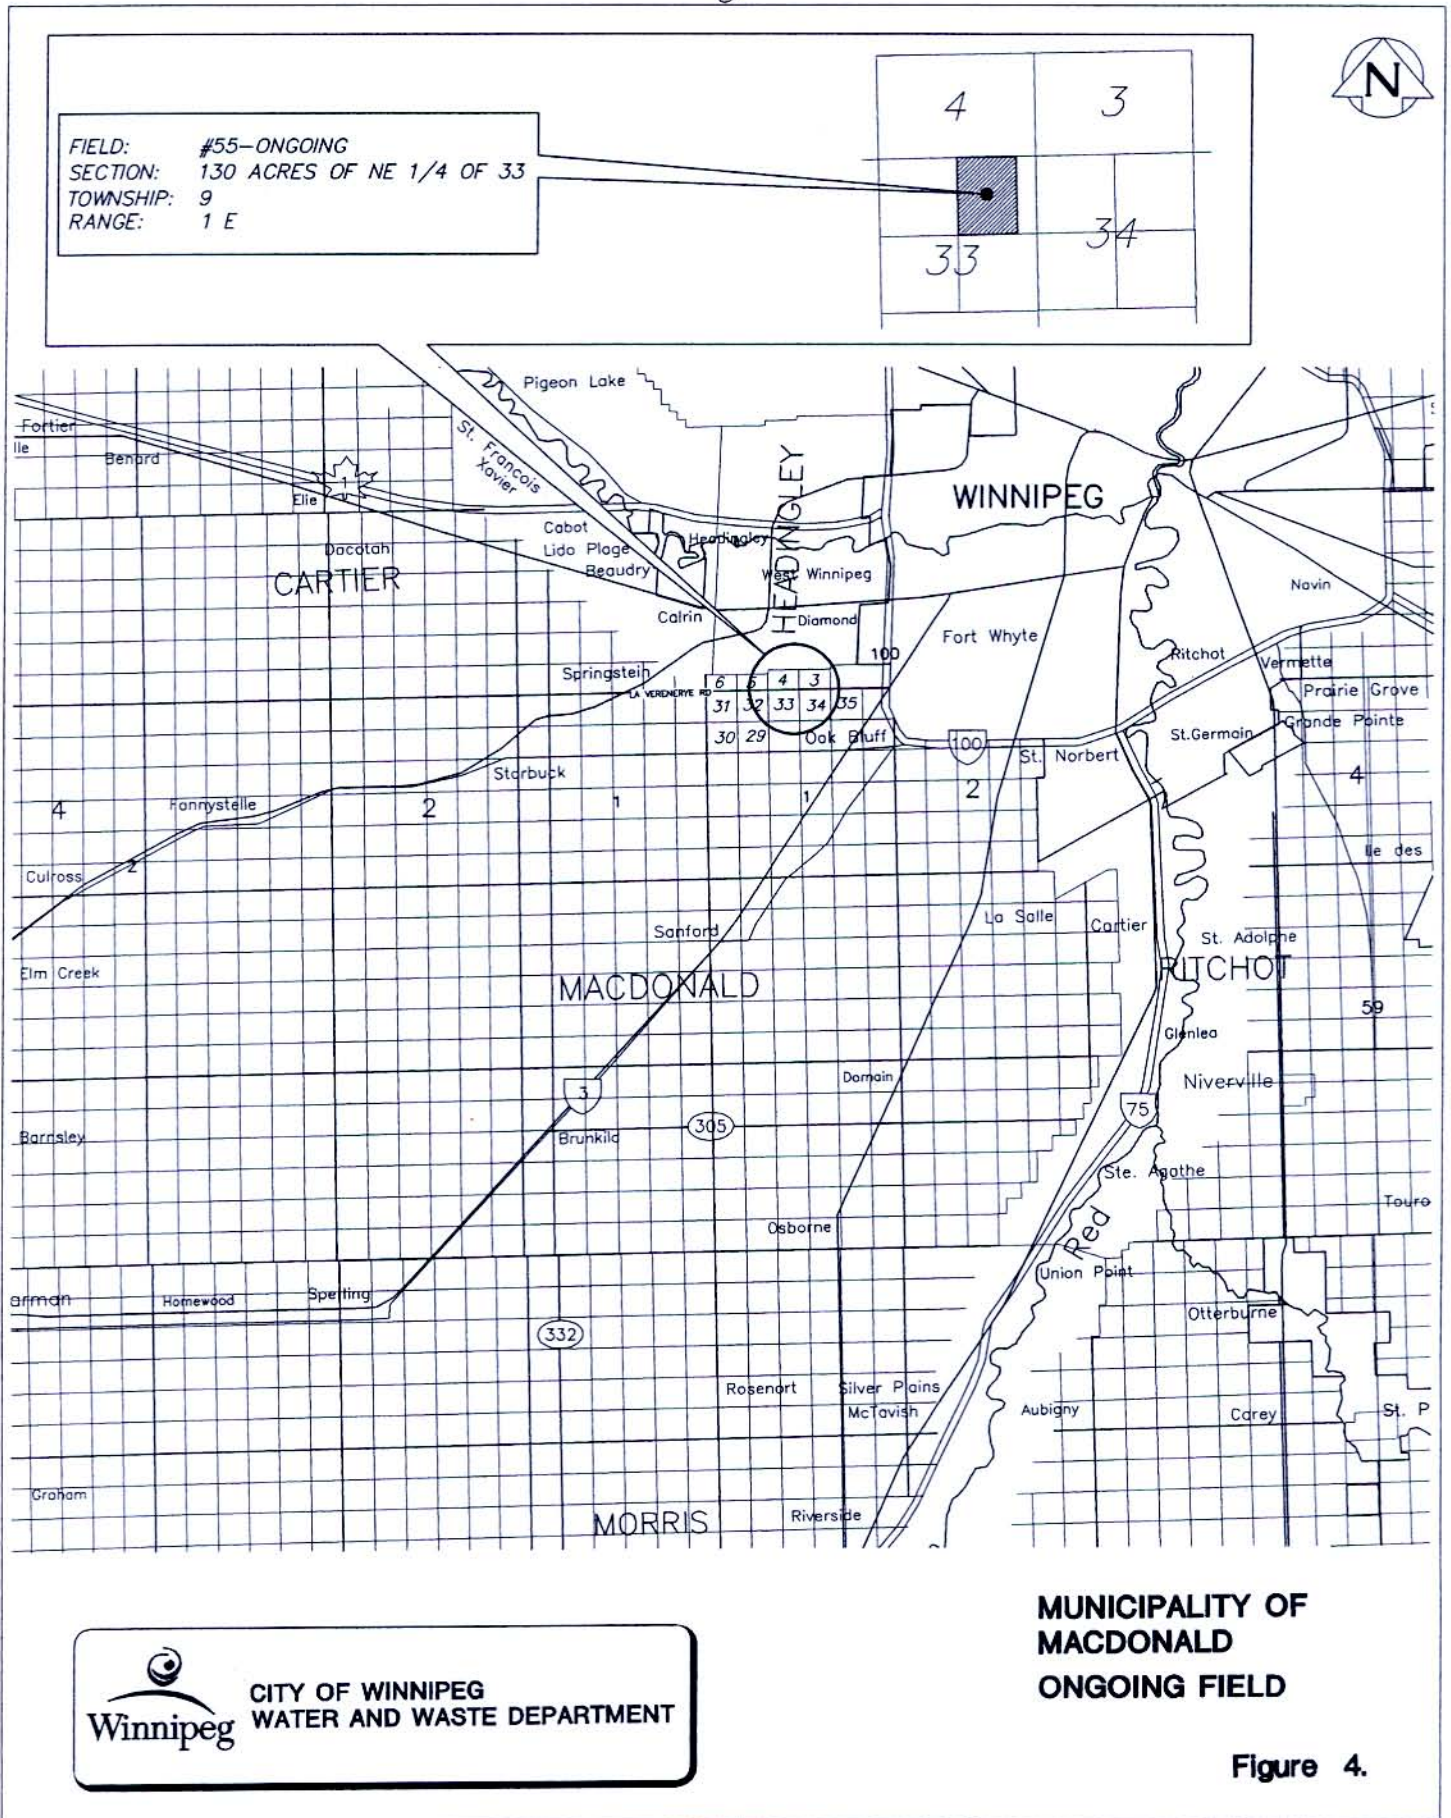 N
4 3
FIELD: #55-ONGOING
SECTION: 130 ACRES OF NE 1/4 OF 33
TOWNSHIP: 9
RANGE: 1 E
34
33
Pigeon Lake
Fortier
lle
Benard
St. Francois
Xavier
1
Elie
HEADINGLEY
WINNIPEG
Cabot
Headingley
Dacotah
Lido Plage
CARTIER
Beaudry
West Winnipeg
Navin
Calrin
Diamond
Fort Whyte
100
Ritchot
Vermette
Springstein
6 5 4 3
LA VERENERYE RD
Prairie Grove
31 32 33 34 35
Grande Pointe
30 29
Oak Bluff
100
St.Germain
St. Norbert
Starbuck
4
4
Fannystelle
2
1
1
2
Ile des
Culross
2
La Salle
Cartier
Sanford
St. Adolphe
Elm Creek
RITCHOT
MACDONALD
59
Glenlea
Domain
Niverville
3
75
305
Barnsley
Brunkild
Ste. Agathe
Touro
Osborne
Red
Union Point
arman
Homewood
Sperling
Otterburne
332
Rosenort
Silver Plains
McTavish
Aubigny
Carey
St. P
Graham
MORRIS
Riverside
MUNICIPALITY OF
MACDONALD
ONGOING FIELD
Winnipeg
CITY OF WINNIPEG
WATER AND WASTE DEPARTMENT
Figure 4.